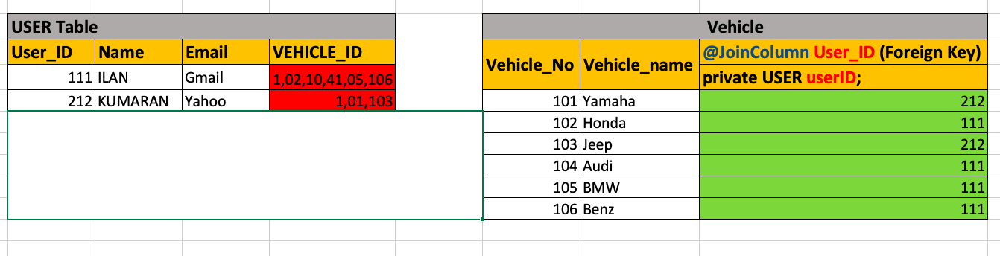 USER Table
User_ID Name Email VEHICLE_ID
111 ILAN Gmail 1,02,10,41,05,106
212 KUMARAN Yahoo 1,01,103
Vehicle
Vehicle_No Vehicle_name @JoinColumn User_ID (Foreign Key)
private USER userID;
101 Yamaha 212
102 Honda 111
103 Jeep 212
104 Audi 111
105 BMW 111
106 Benz 111